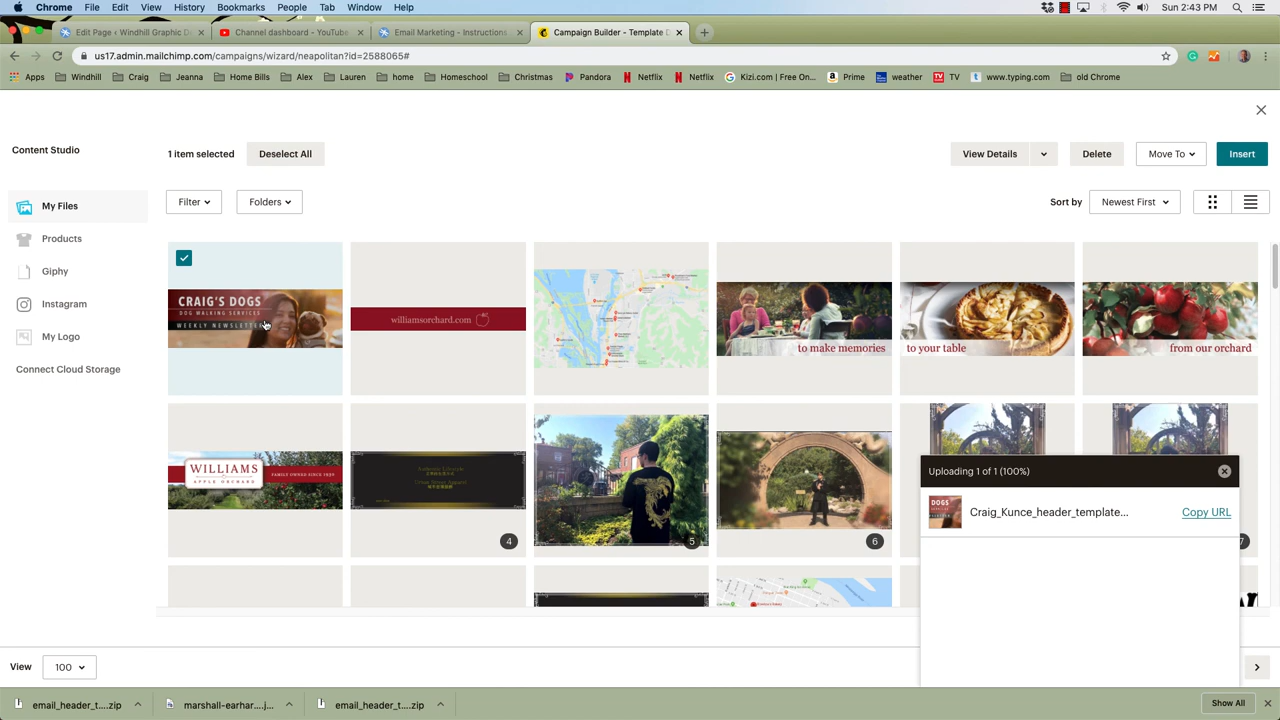 Chrome File Edit View History Bookmarks People Tab Window Help Sun 2:43 PM
Edit Page ‹ Windhill Graphic D Channel dashboard - YouTube Email Marketing - Instructions Campaign Builder - Template D
us17.admin.mailchimp.com/campaigns/wizard/neapolitan?id=2588065#
Apps Windhill Craig Jeanna Home Bills Alex Lauren home Homeschool Christmas Pandora Netflix Netflix Kizi.com | Free On... Prime weather TV www.typing.com old Chrome
Content Studio
1 item selected Deselect All View Details Delete Move To Insert
My Files
Products
Giphy
Instagram
My Logo
Connect Cloud Storage
Filter Folders Sort by Newest First
CRAIG'S DOGS
DOG WALKING SERVICES
WEEKLY NEWSLETTER
williamsorchard.com
to make memories
to your table
from our orchard
WILLIAMS
APPLE ORCHARD
FAMILY OWNED SINCE 1929
4
5
6
7
Uploading 1 of 1 (100%)
DOGS
Craig_Kunce_header_template... Copy URL
View 100
email_header_t....zip marshall-earhar....j... email_header_t....zip Show All